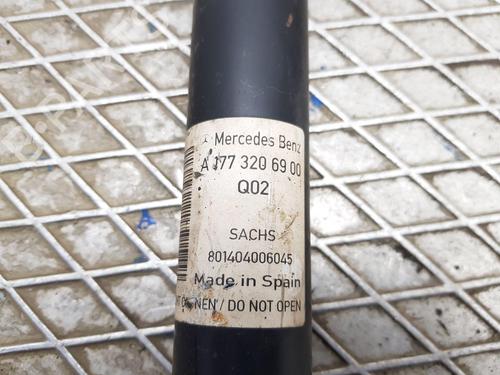 Mercedes Benz
A 177 320 69 00
Q02
SACHS
801404006045
Made in Spain
NEN / DO NOT OPEN